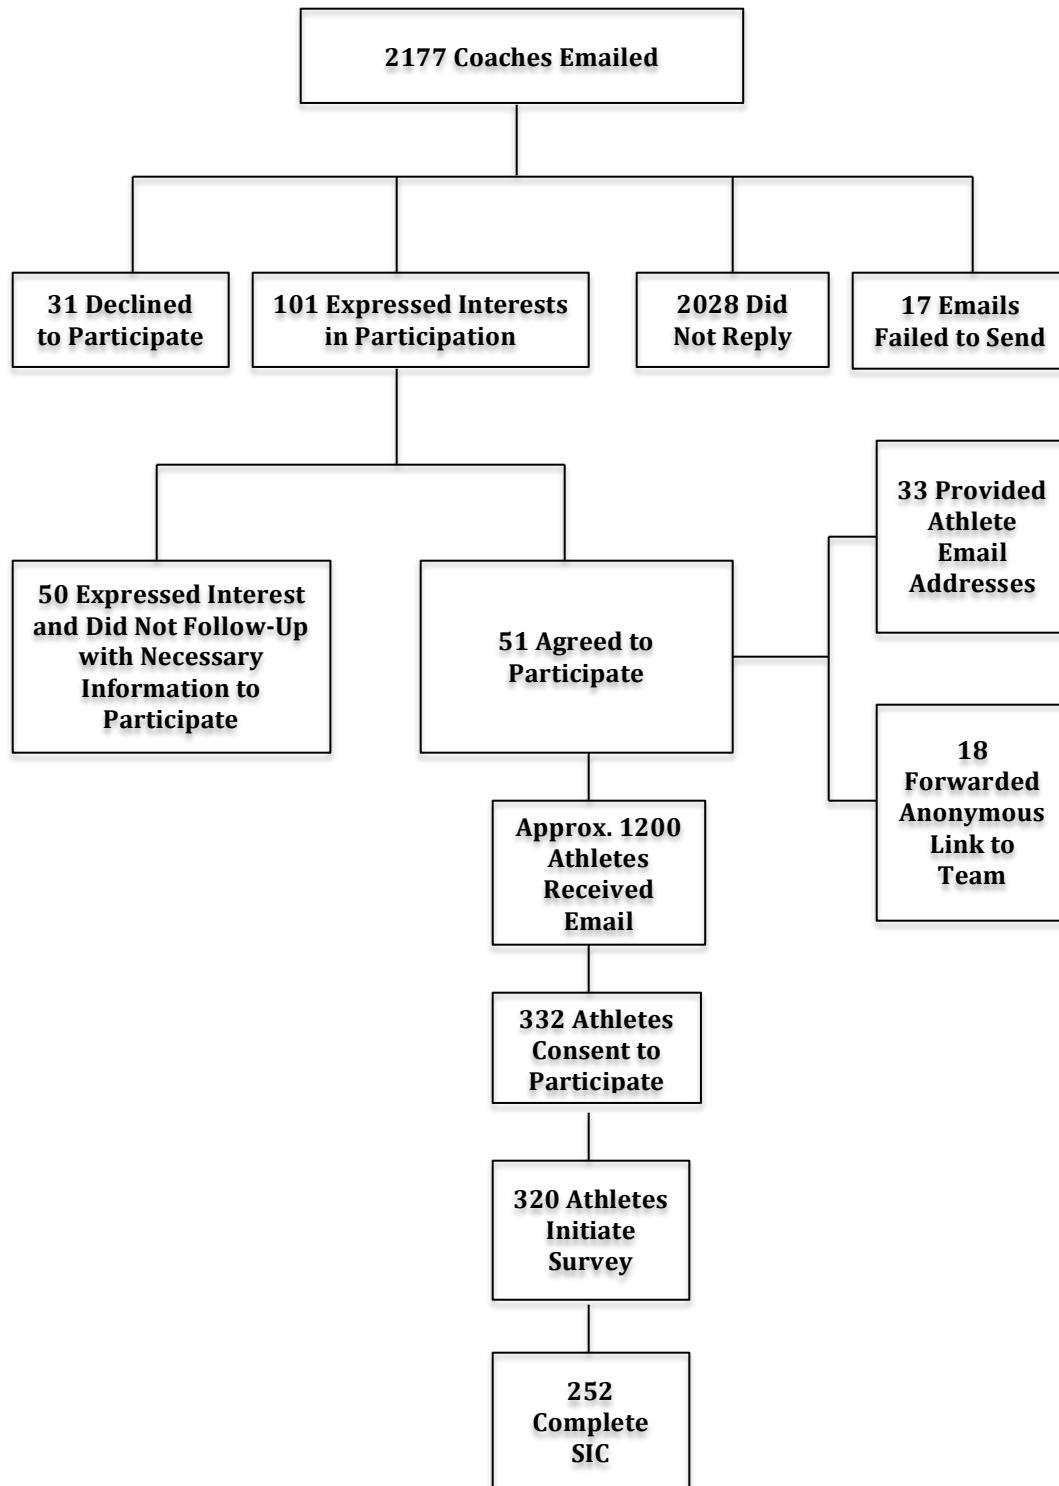 2177 Coaches Emailed
31 Declined
to Participate
101 Expressed Interests
in Participation
2028 Did
Not Reply
17 Emails
Failed to Send
33 Provided
Athlete
Email
Addresses
50 Expressed Interest
and Did Not Follow-Up
with Necessary
Information to
Participate
51 Agreed to
Participate
18
Forwarded
Anonymous
Link to
Team
Approx. 1200
Athletes
Received
Email
332 Athletes
Consent to
Participate
320 Athletes
Initiate
Survey
252
Complete
SIC